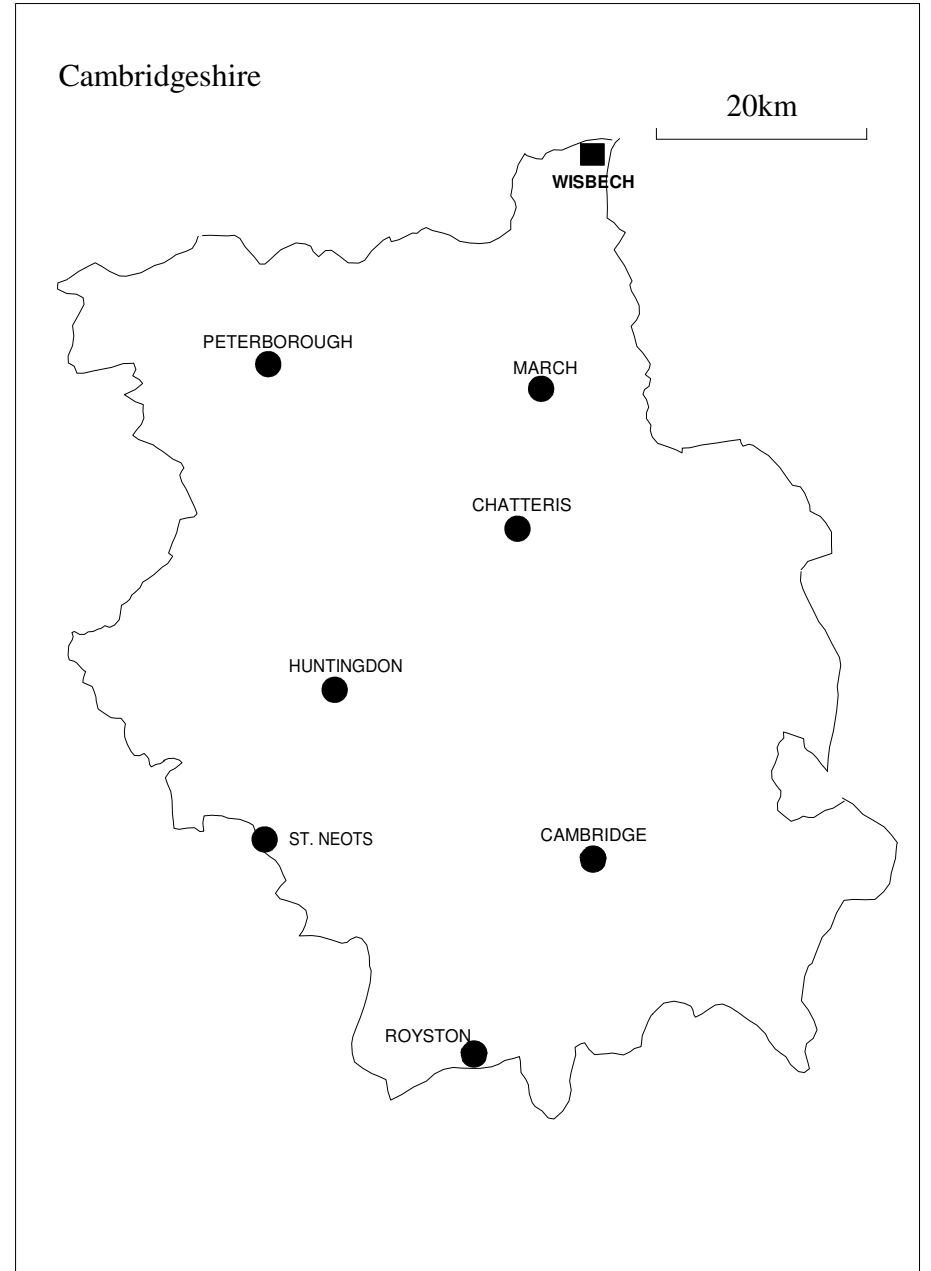 Cambridgeshire
20km
WISBECH
PETERBOROUGH
MARCH
CHATTERIS
HUNTINGDON
ST. NEOTS
CAMBRIDGE
ROYSTON